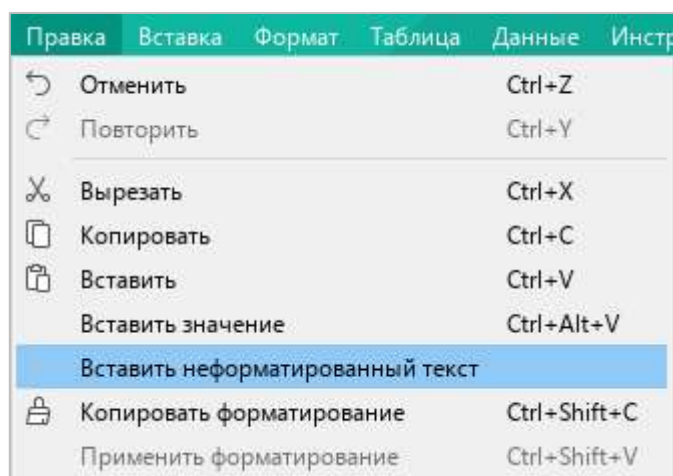 Правка Вставка Формат Таблица Данные Инстр
Отменить Ctrl+Z
Повторить Ctrl+Y
Вырезать Ctrl+X
Копировать Ctrl+C
Вставить Ctrl+V
Вставить значение Ctrl+Alt+V
Вставить неформатированный текст
Копировать форматирование Ctrl+Shift+C
Применить форматирование Ctrl+Shift+V